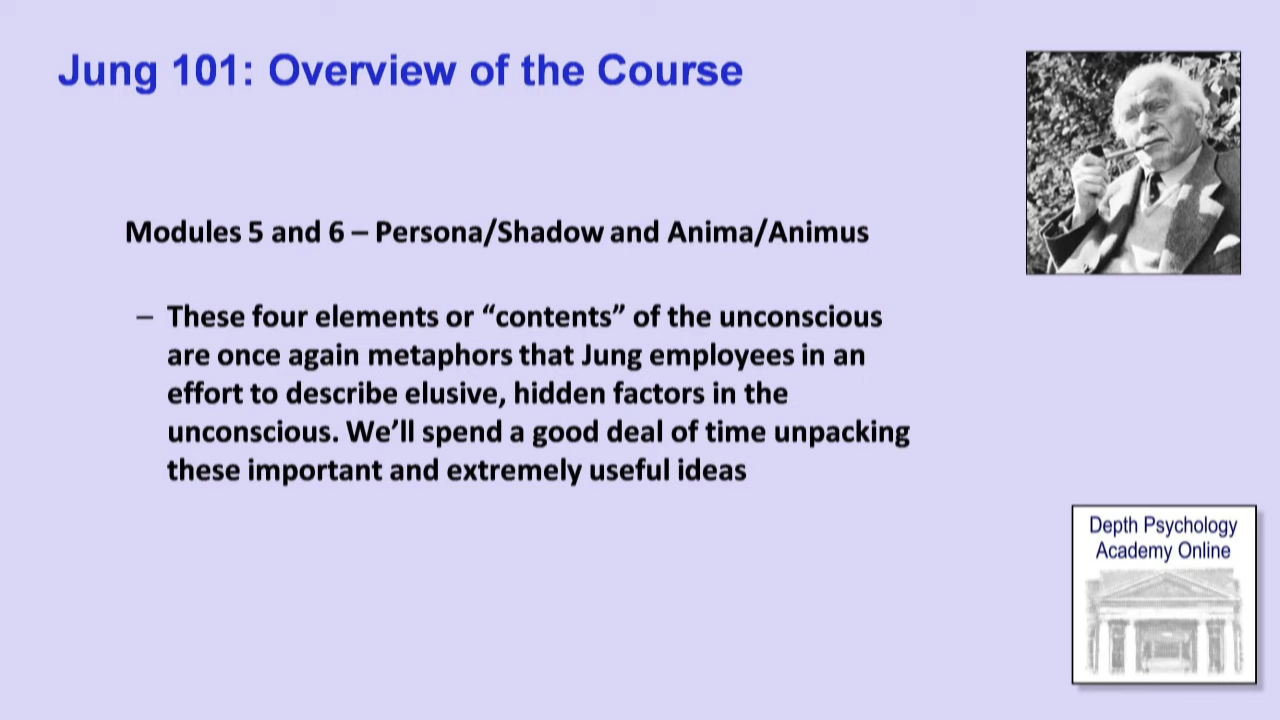 Jung 101: Overview of the Course
Modules 5 and 6 – Persona/Shadow and Anima/Animus
– These four elements or “contents” of the unconscious
are once again metaphors that Jung employees in an
effort to describe elusive, hidden factors in the
unconscious. We’ll spend a good deal of time unpacking
these important and extremely useful ideas
Depth Psychology
Academy Online